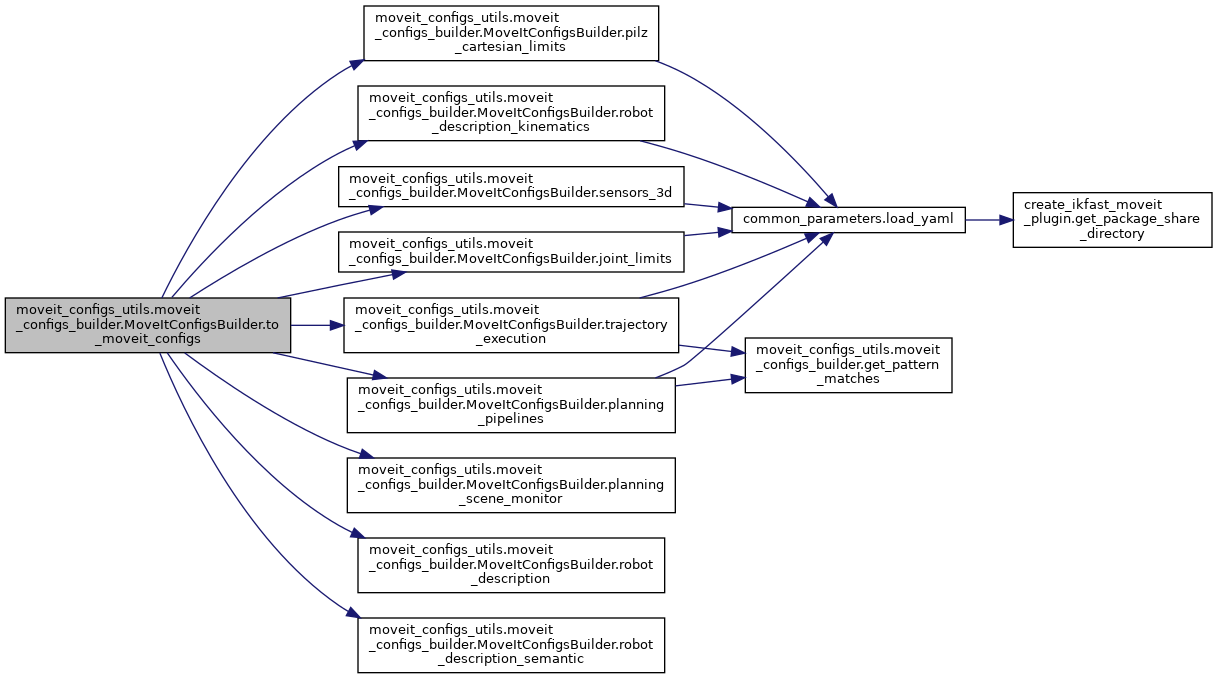 moveit_configs_utils.moveit
_configs_builder.MoveItConfigsBuilder.to
_moveit_configs
moveit_configs_utils.moveit
_configs_builder.MoveItConfigsBuilder.pilz
_cartesian_limits
moveit_configs_utils.moveit
_configs_builder.MoveItConfigsBuilder.robot
_description_kinematics
moveit_configs_utils.moveit
_configs_builder.MoveItConfigsBuilder.sensors_3d
moveit_configs_utils.moveit
_configs_builder.MoveItConfigsBuilder.joint_limits
moveit_configs_utils.moveit
_configs_builder.MoveItConfigsBuilder.trajectory
_execution
moveit_configs_utils.moveit
_configs_builder.MoveItConfigsBuilder.planning
_pipelines
moveit_configs_utils.moveit
_configs_builder.MoveItConfigsBuilder.planning
_scene_monitor
moveit_configs_utils.moveit
_configs_builder.MoveItConfigsBuilder.robot
_description
moveit_configs_utils.moveit
_configs_builder.MoveItConfigsBuilder.robot
_description_semantic
common_parameters.load_yaml
moveit_configs_utils.moveit
_configs_builder.get_pattern
_matches
create_ikfast_moveit
_plugin.get_package_share
_directory